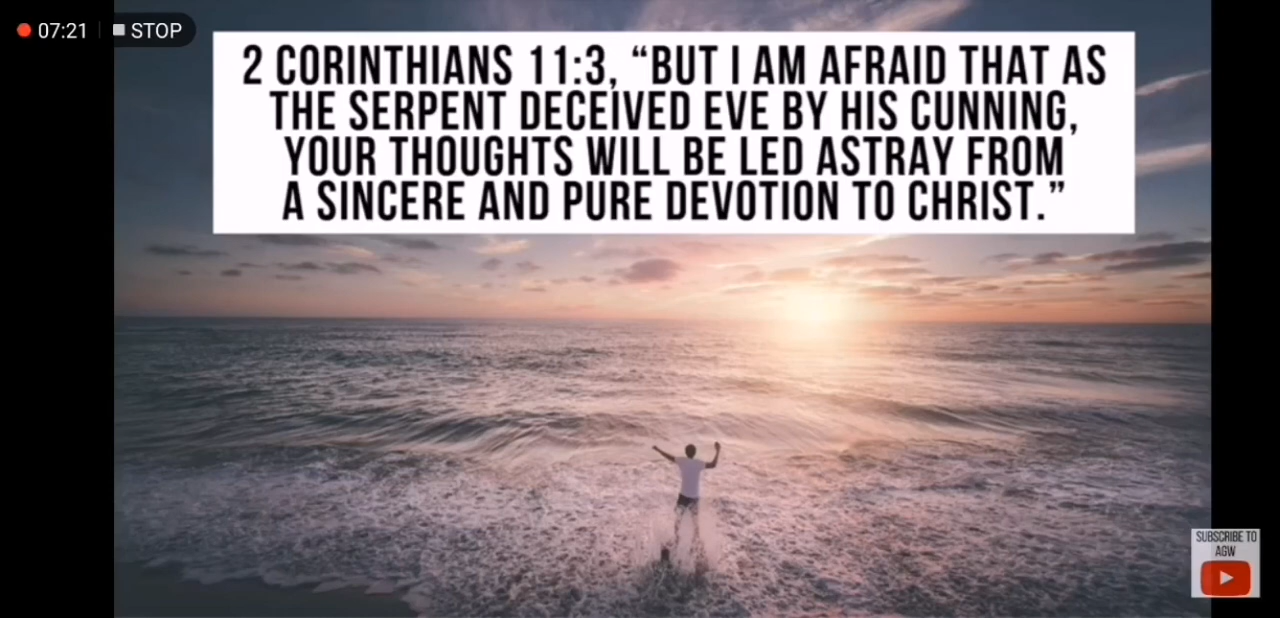 07:21
STOP
2 CORINTHIANS 11:3, “BUT I AM AFRAID THAT AS
THE SERPENT DECEIVED EVE BY HIS CUNNING,
YOUR THOUGHTS WILL BE LED ASTRAY FROM
A SINCERE AND PURE DEVOTION TO CHRIST.”
SUBSCRIBE TO
AGW